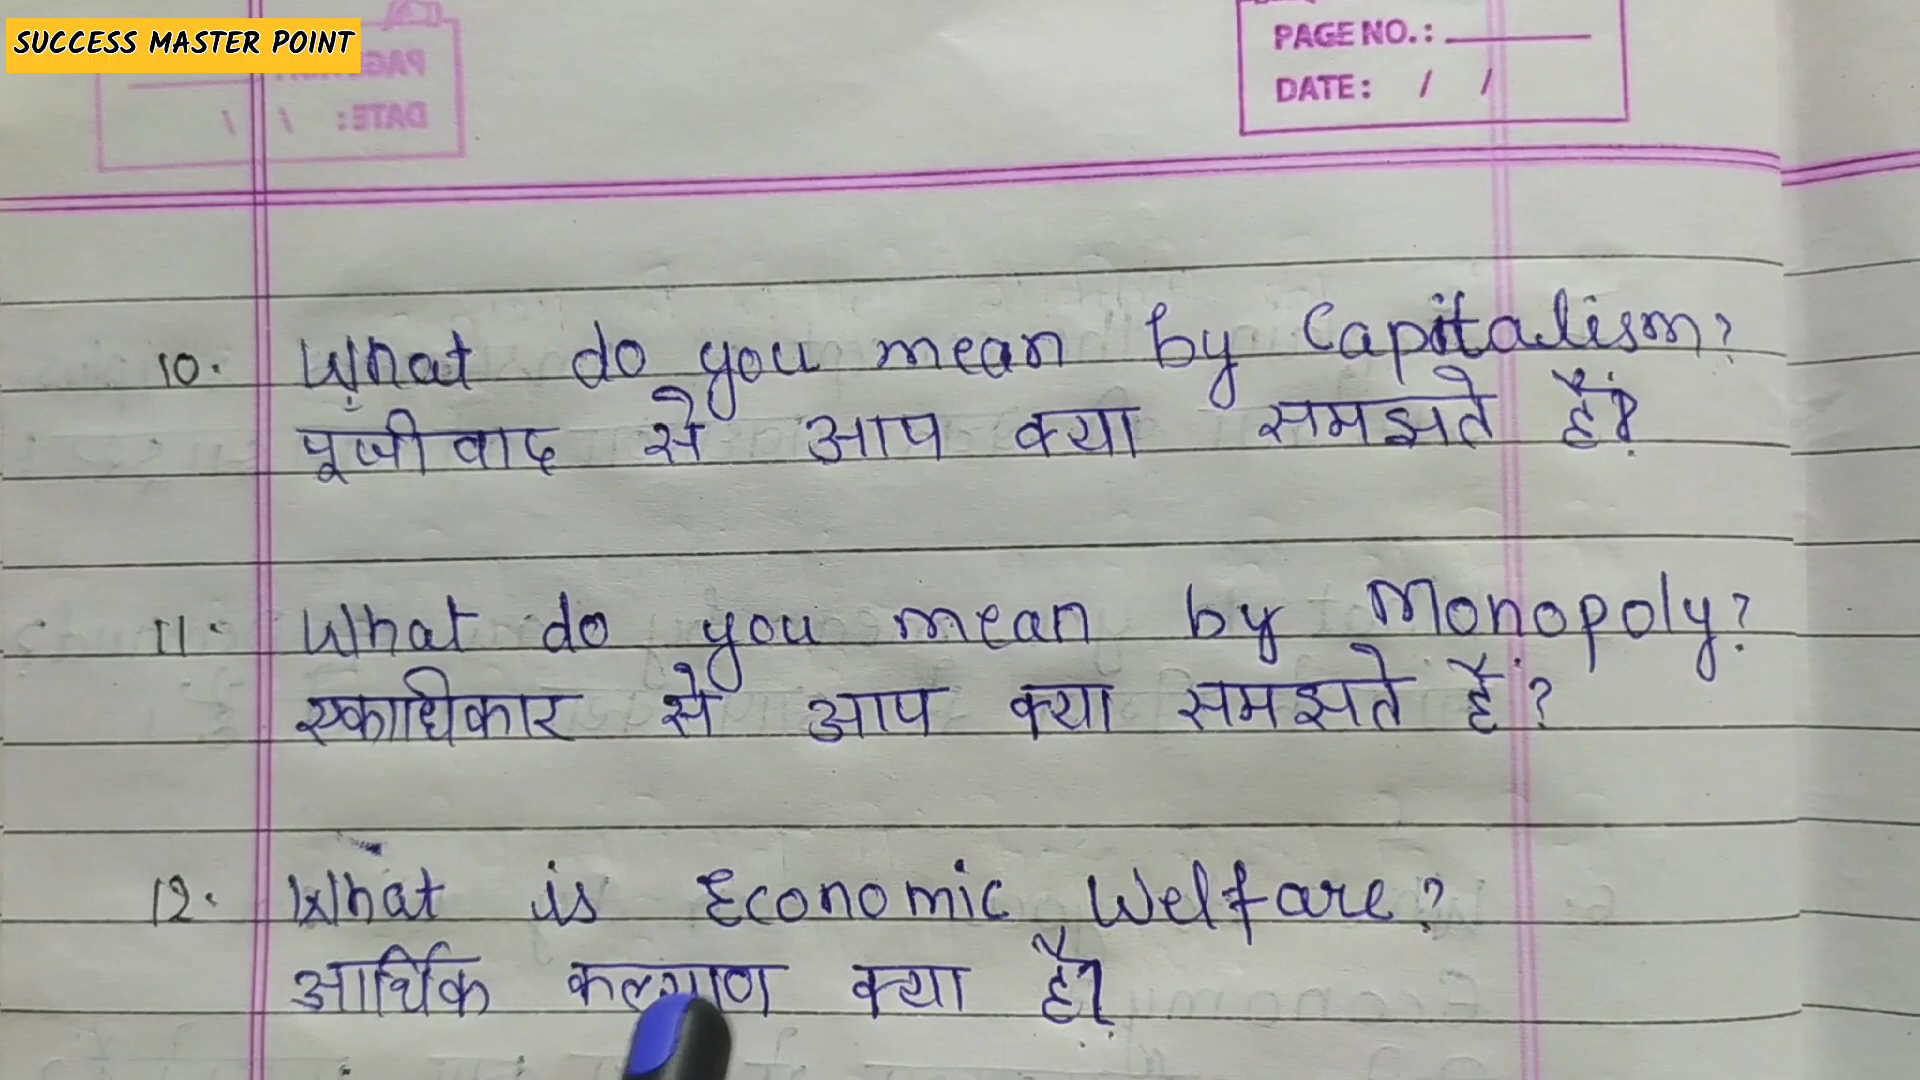 SUCCESS MASTER POINT
PAGE NO.:
DATE: / /
10. What do you mean by Capitalism?
पूंजीवाद से आप क्या समझते हैं?
11. What do you mean by Monopoly?
एकाधिकार से आप क्या समझते हैं?
12. What is Economic Welfare?
आर्थिक कल्याण क्या है?